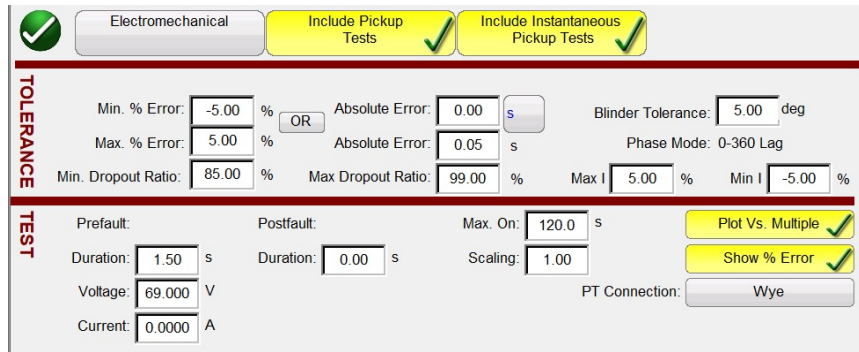 Electromechanical
Include Pickup
Tests
Include Instantaneous
Pickup Tests
TOLERANCE
Min. % Error: -5.00 % OR Absolute Error: 0.00 s Blinder Tolerance: 5.00 deg
Max. % Error: 5.00 % Absolute Error: 0.05 s Phase Mode: 0-360 Lag
Min. Dropout Ratio: 85.00 % Max Dropout Ratio: 99.00 % Max I 5.00 % Min I -5.00 %
TEST
Prefault: Postfault: Max. On: 120.0 s Plot Vs. Multiple
Duration: 1.50 s Duration: 0.00 s Scaling: 1.00 Show % Error
Voltage: 69.000 V PT Connection: Wye
Current: 0.0000 A